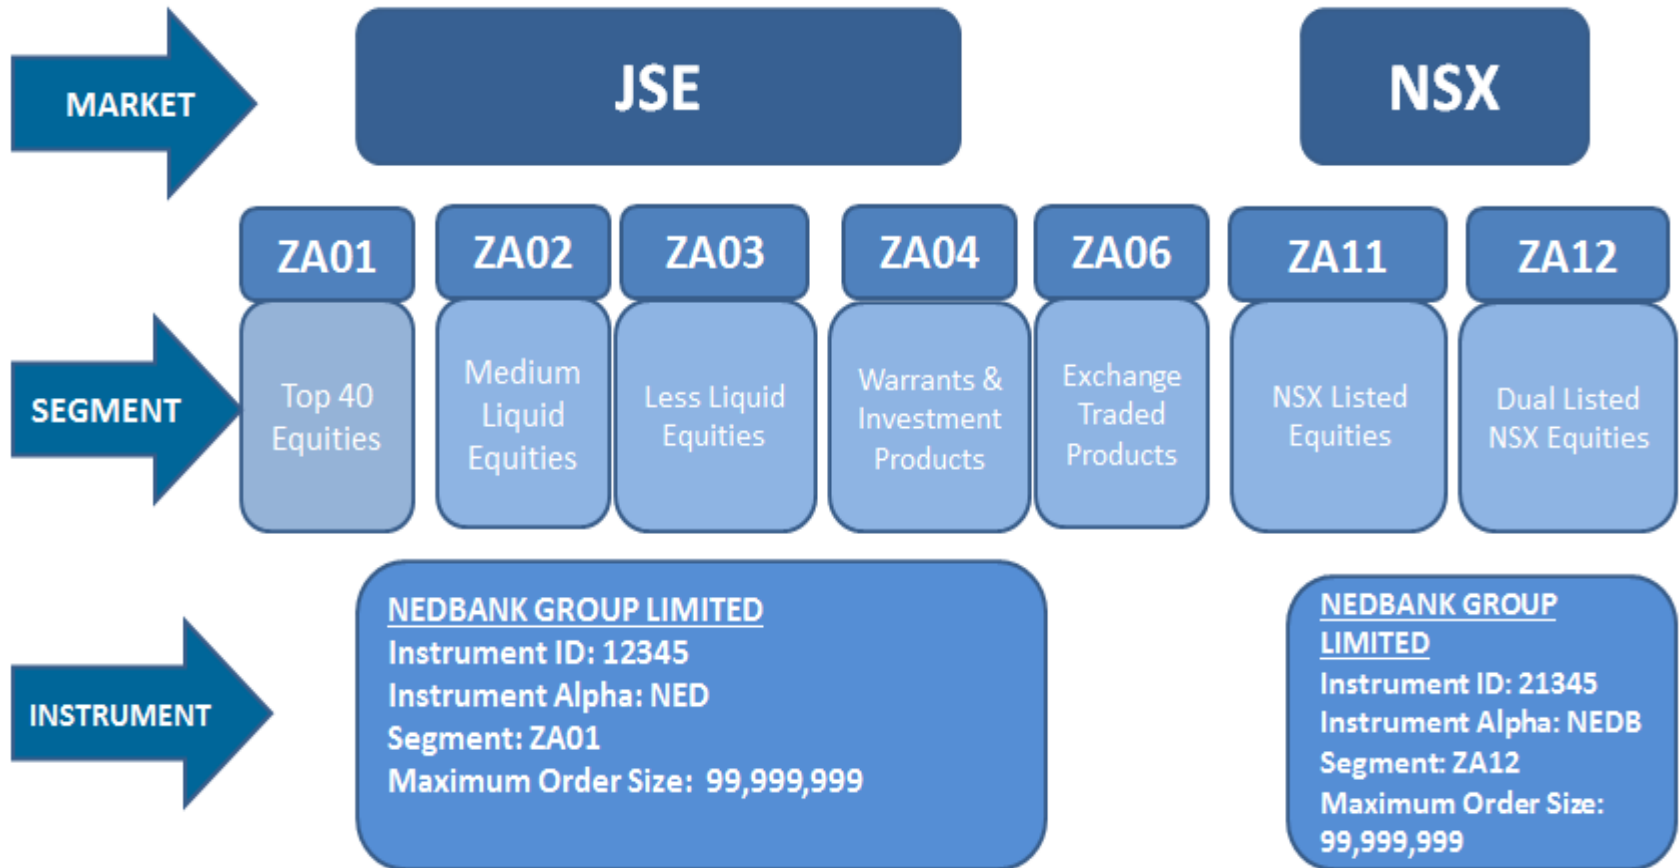 MARKET
JSE
NSX
ZA01
ZA02
ZA03
ZA04
ZA06
ZA11
ZA12
SEGMENT
Top 40
Equities
Medium
Liquid
Equities
Less Liquid
Equities
Warrants &
Investment
Products
Exchange
Traded
Products
NSX Listed
Equities
Dual Listed
NSX Equities
INSTRUMENT
NEDBANK GROUP LIMITED
Instrument ID: 12345
Instrument Alpha: NED
Segment: ZA01
Maximum Order Size:  99,999,999
NEDBANK GROUP
LIMITED
Instrument ID: 21345
Instrument Alpha: NEDB
Segment: ZA12
Maximum Order Size:
99,999,999